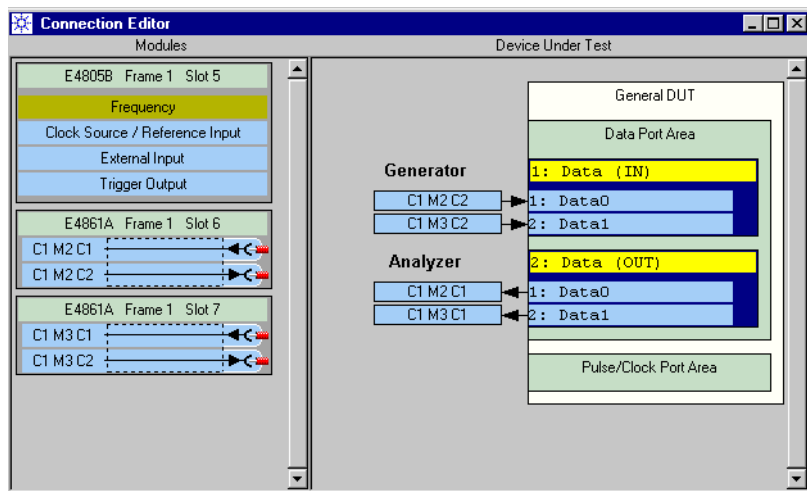 Connection Editor
Modules
Device Under Test
E4805B Frame 1 Slot 5
Frequency
Clock Source / Reference Input
External Input
Trigger Output
E4861A Frame 1 Slot 6
C1 M2 C1
C1 M2 C2
E4861A Frame 1 Slot 7
C1 M3 C1
C1 M3 C2
General DUT
Data Port Area
Generator
1: Data (IN)
C1 M2 C2
1: Data0
C1 M3 C2
2: Data1
Analyzer
2: Data (OUT)
C1 M2 C1
1: Data0
C1 M3 C1
2: Data1
Pulse/Clock Port Area